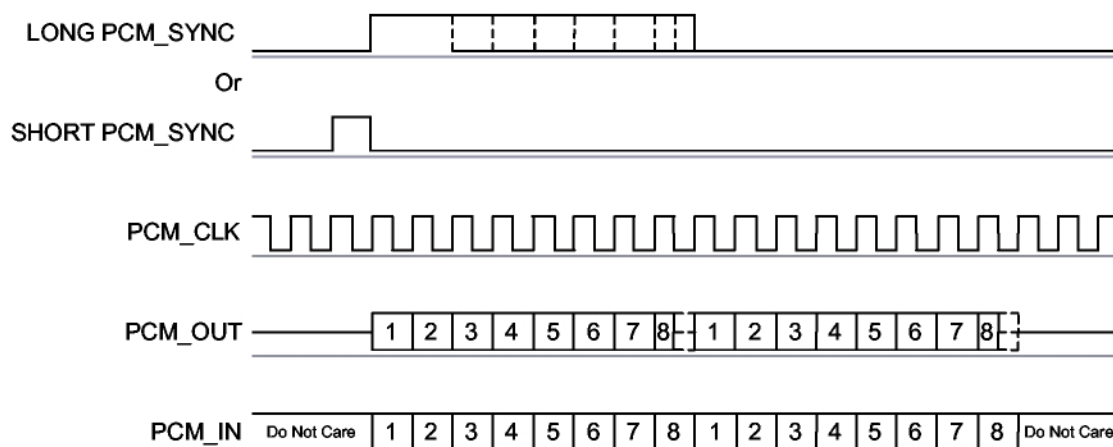 LONG PCM_SYNC
Or
SHORT PCM_SYNC
PCM_CLK
PCM_OUT 1 2 3 4 5 6 7 8 1 2 3 4 5 6 7 8
PCM_IN Do Not Care 1 2 3 4 5 6 7 8 1 2 3 4 5 6 7 8 Do Not Care